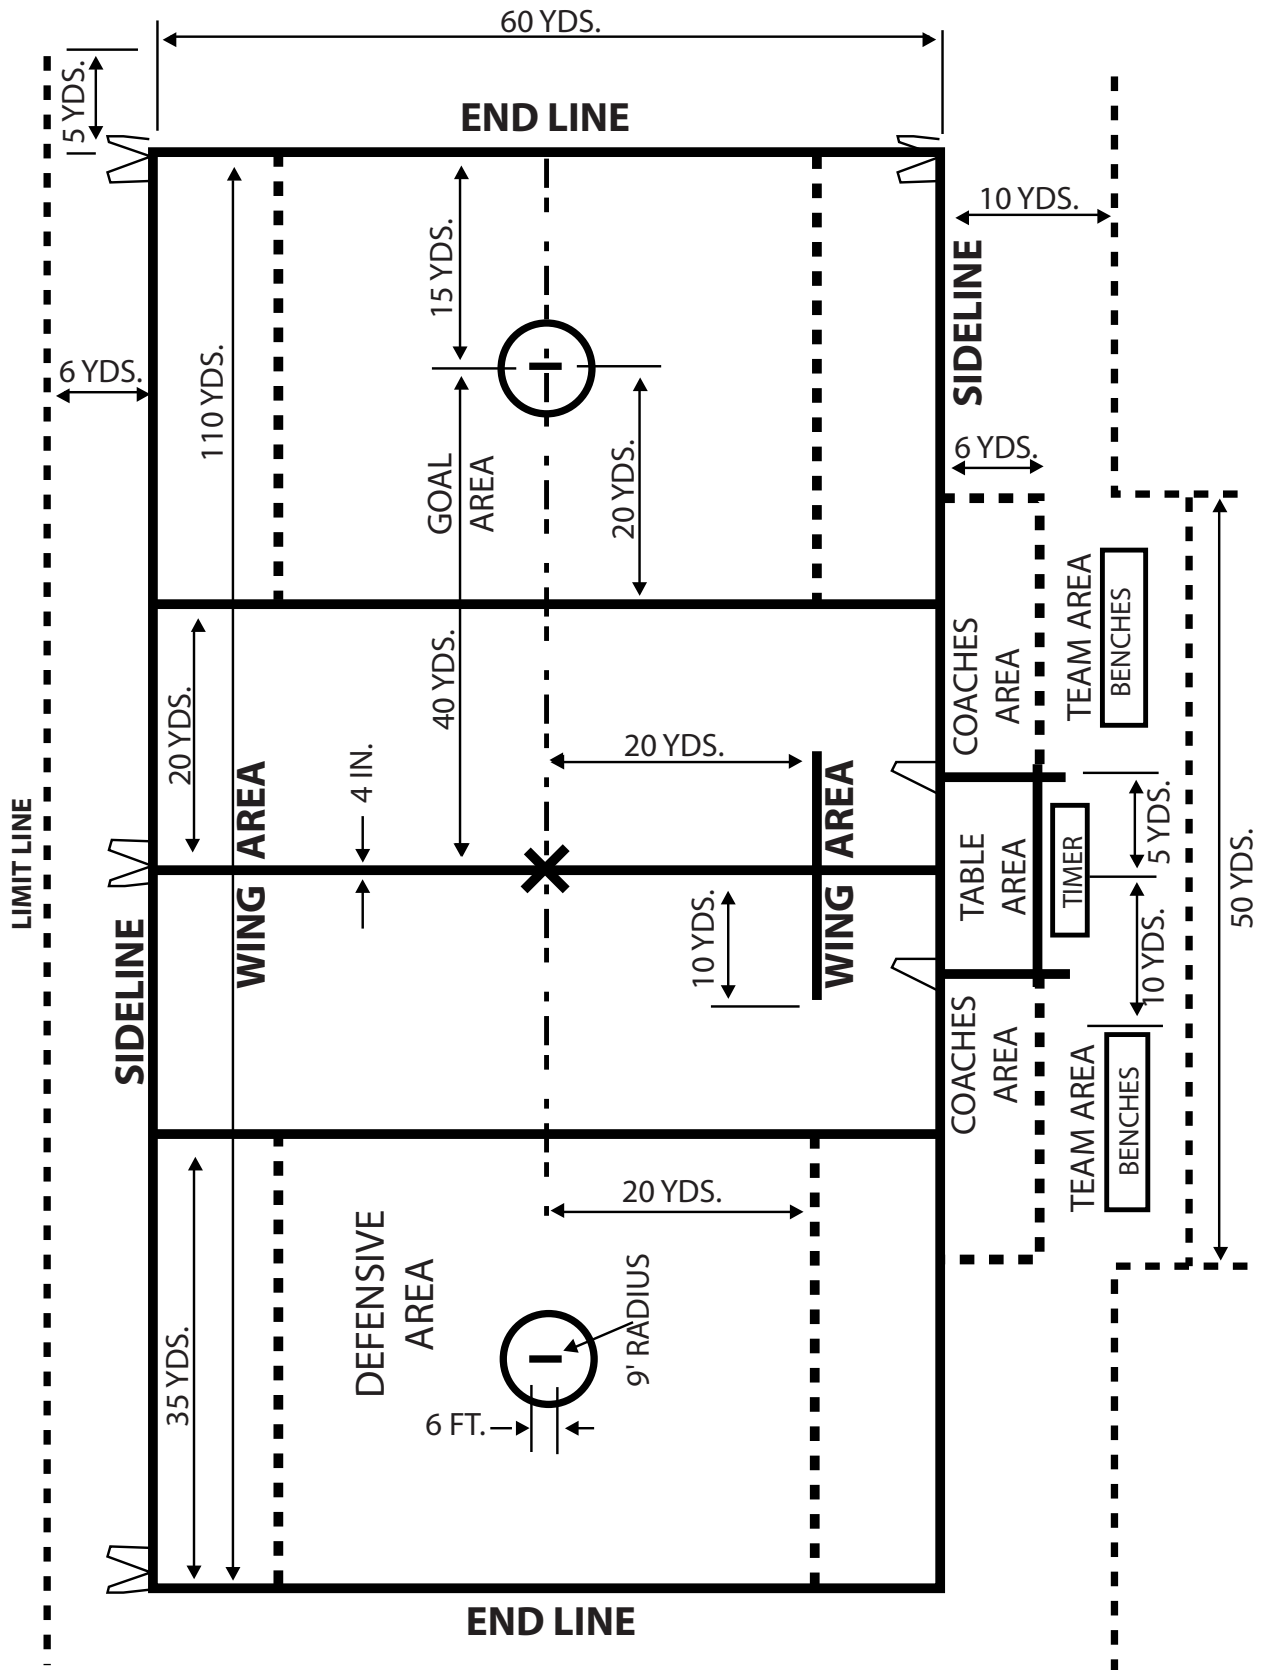 60 YDS.
5 YDS.
END LINE
10 YDS.
15 YDS.
SIDELINE
110 YDS.
6 YDS.
6 YDS.
GOAL
AREA
20 YDS.
COACHES
AREA
TEAM AREA
BENCHES
20 YDS.
40 YDS.
20 YDS.
4 IN.
WING AREA
WING AREA
LIMIT LINE
TABLE
AREA
TIMER
5 YDS.
50 YDS.
10 YDS.
10 YDS.
SIDELINE
COACHES
AREA
TEAM AREA
BENCHES
20 YDS.
DEFENSIVE
AREA
9' RADIUS
35 YDS.
6 FT.
END LINE